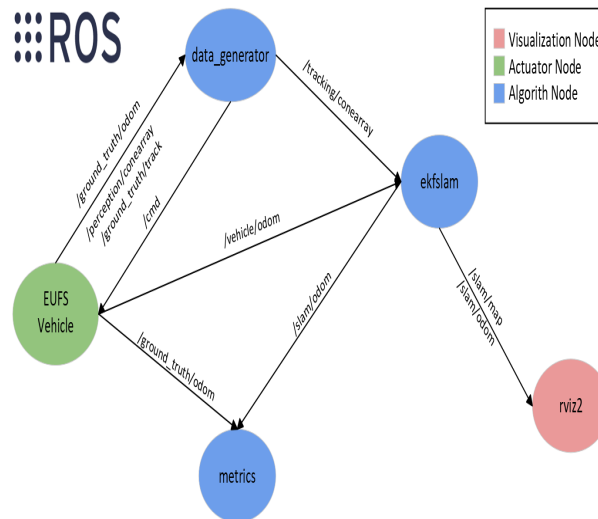 ROS
data_generator
Visualization Node
Actuator Node
Algorith Node
/tracking/conearray
/ground_truth/odom
/perception/conearray
/ground_truth/track
/cmd
ekfslam
/vehicle/odom
EUFS
Vehicle
/slam/odom
/slam/map
/slam/odom
/ground_truth/odom
rviz2
metrics